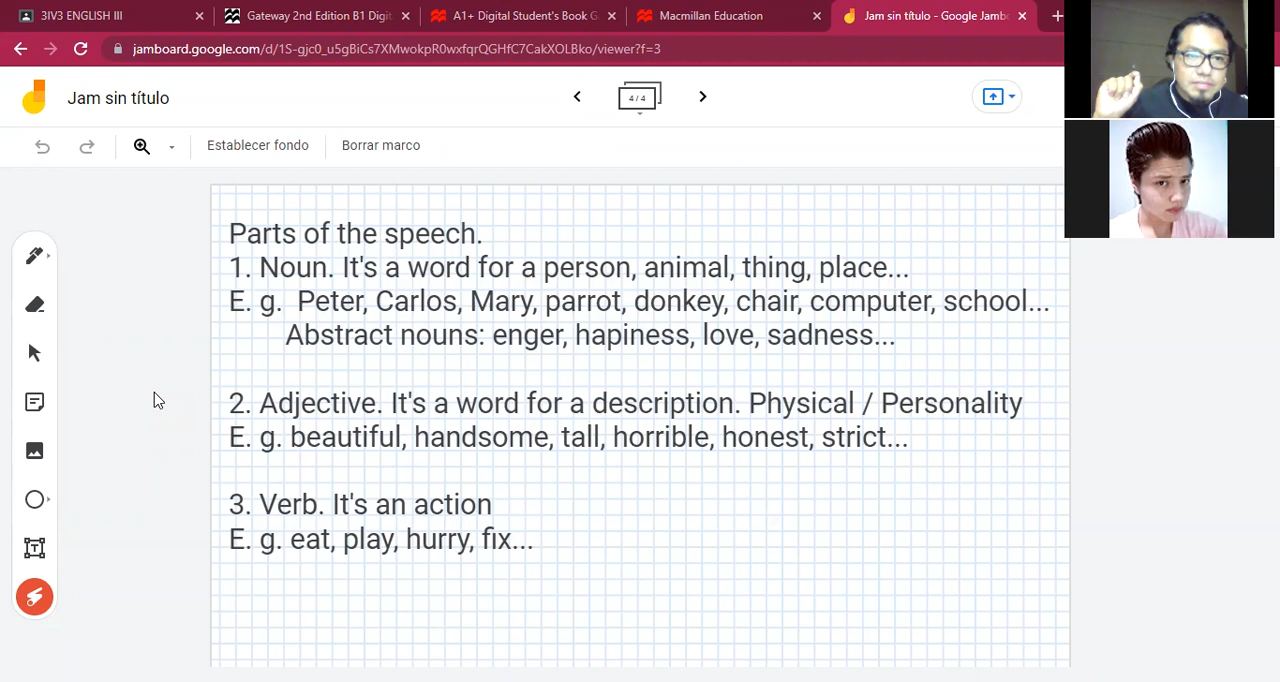 3IV3 ENGLISH III
Gateway 2nd Edition B1 Digit
A1+ Digital Student's Book G
Macmillan Education
Jam sin título - Google Jamb
jamboard.google.com/d/1S-gjc0_u5gBiCs7XMwokpR0wxfqrQGHfC7CakXOLBko/viewer?f=3
Jam sin título
4 / 4
Establecer fondo
Borrar marco
Parts of the speech.
1. Noun. It's a word for a person, animal, thing, place...
E. g. Peter, Carlos, Mary, parrot, donkey, chair, computer, school...
Abstract nouns: enger, hapiness, love, sadness...
2. Adjective. It's a word for a description. Physical / Personality
E. g. beautiful, handsome, tall, horrible, honest, strict...
3. Verb. It's an action
E. g. eat, play, hurry, fix...